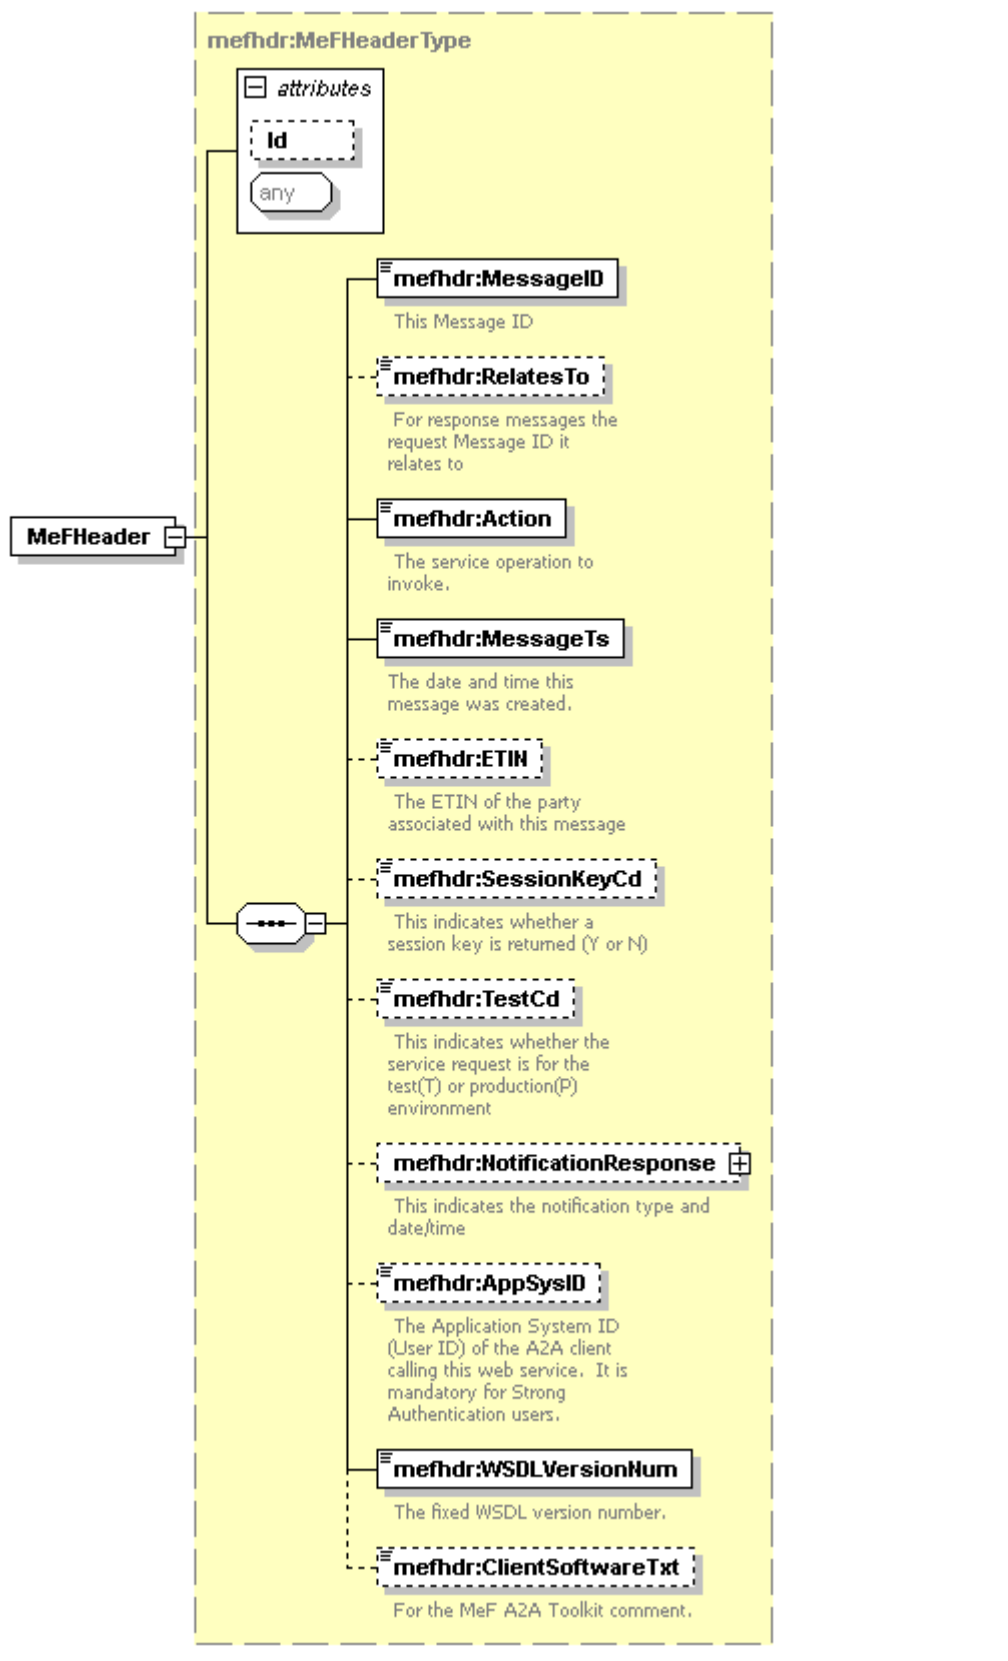 mefhdr:MeFHeaderType
attributes
Id
any
mefhdr:MessageID
This Message ID
mefhdr:RelatesTo
For response messages the
request Message ID it
relates to
mefhdr:Action
MeFHeader
The service operation to
invoke.
mefhdr:MessageTs
The date and time this
message was created.
mefhdr:ETIN
The ETIN of the party
associated with this message
mefhdr:SessionKeyCd
This indicates whether a
session key is returned (Y or N)
mefhdr:TestCd
This indicates whether the
service request is for the
test(T) or production(P)
environment
mefhdr:NotificationResponse
This indicates the notification type and
date/time
mefhdr:AppSysID
The Application System ID
(User ID) of the A2A client
calling this web service. It is
mandatory for Strong
Authentication users.
mefhdr:WSDLVersionNum
The fixed WSDL version number.
mefhdr:ClientSoftwareTxt
For the MeF A2A Toolkit comment.